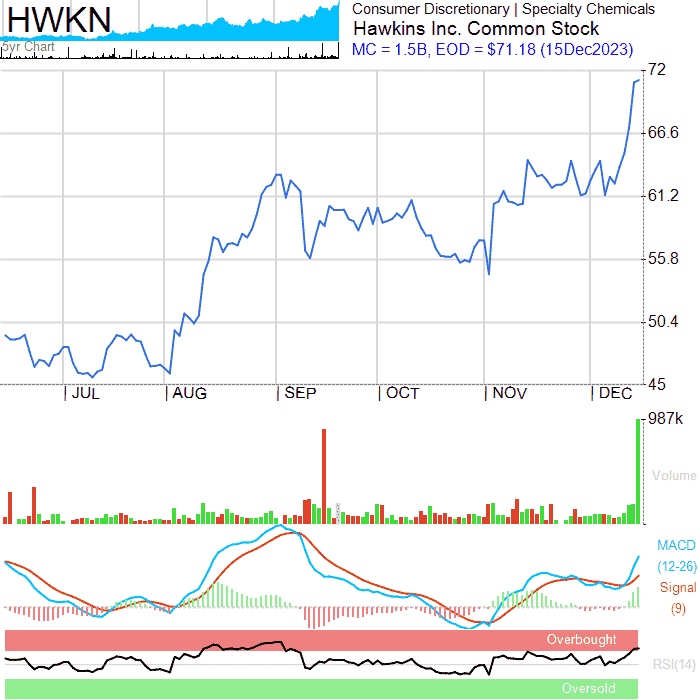 HWKN
5yr Chart
Consumer Discretionary | Specialty Chemicals
Hawkins Inc. Common Stock
MC = 1.5B, EOD = $71.18 (15Dec2023)
72
66.6
61.2
55.8
50.4
45
JUL AUG SEP OCT NOV DEC
987k
Volume
MACD
(12-26)
Signal
(9)
Overbought
RSI(14)
Oversold